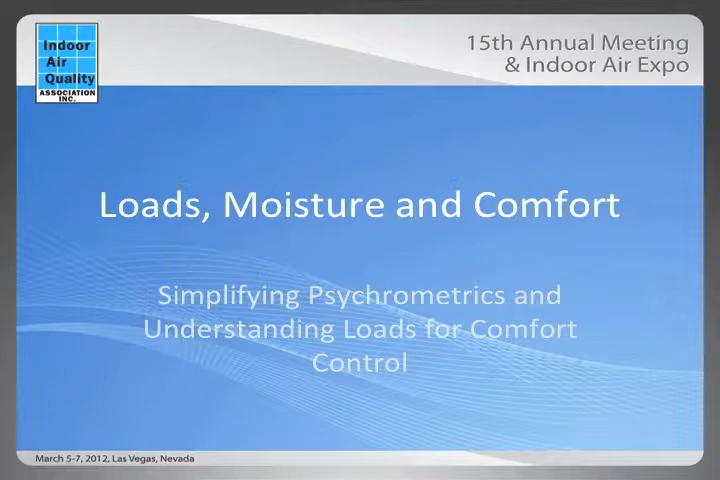 Indoor
Air
Quality
ASSOCIATION
INC.
15th Annual Meeting
& Indoor Air Expo
Loads, Moisture and Comfort
Simplifying Psychrometrics and
Understanding Loads for Comfort
Control
March 5-7, 2012, Las Vegas, Nevada